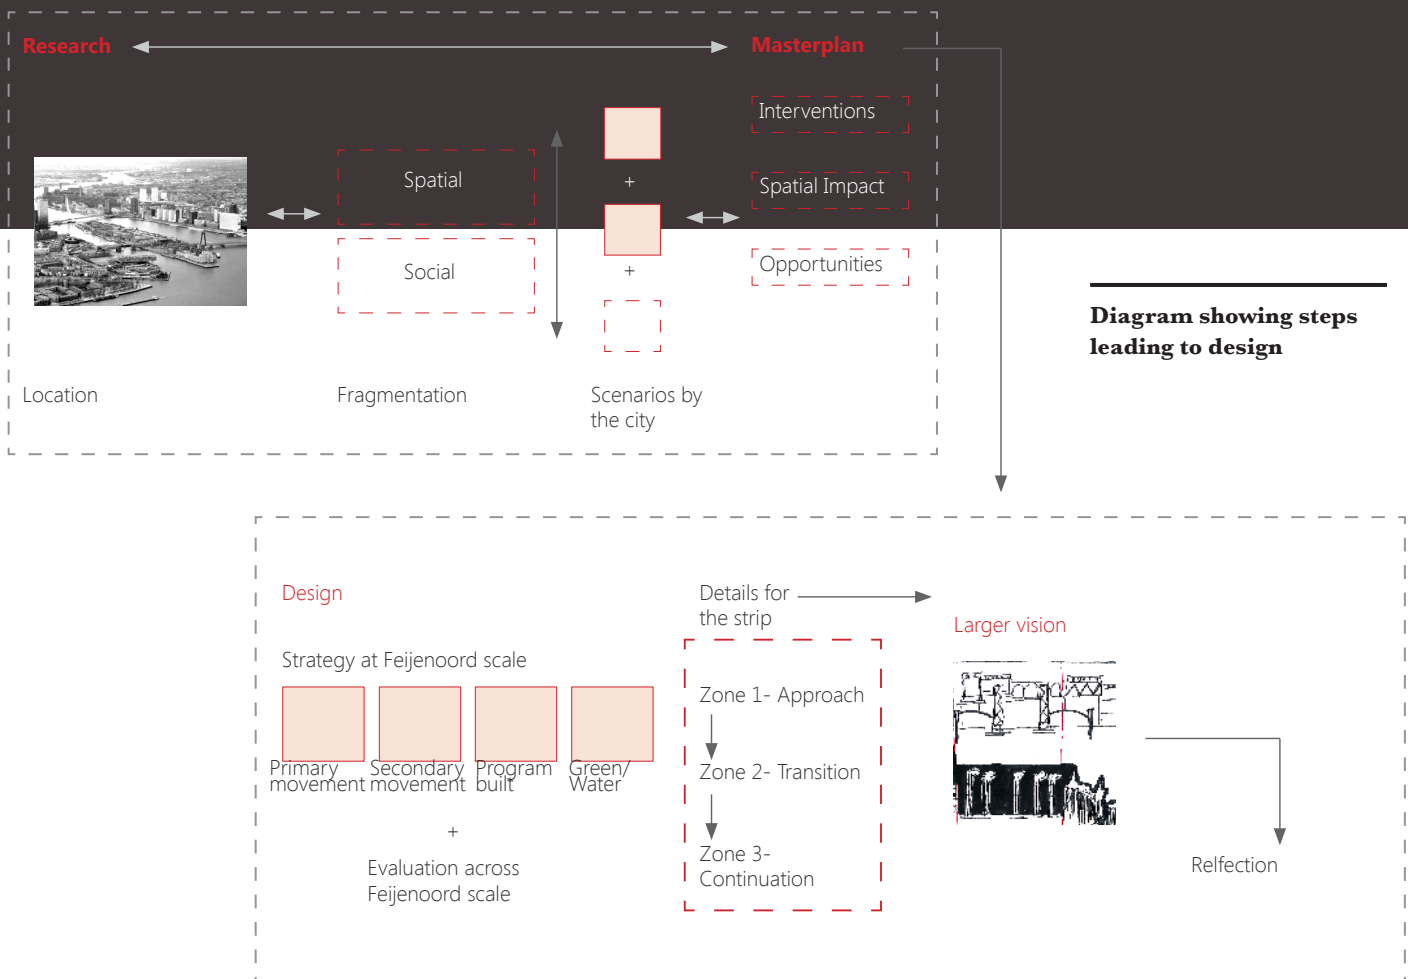 Research
Masterplan
Interventions
Spatial
+
Spatial Impact
Social
+
Opportunities
Diagram showing steps
leading to design
Location
Fragmentation
Scenarios by
the city
Design
Details for
the strip
Larger vision
Strategy at Feijenoord scale
Primary
movement
Secondary
movement
Program
built
Green/
Water
+
Evaluation across
Feijenoord scale
Zone 1- Approach
Zone 2- Transition
Zone 3-
Continuation
Relfection